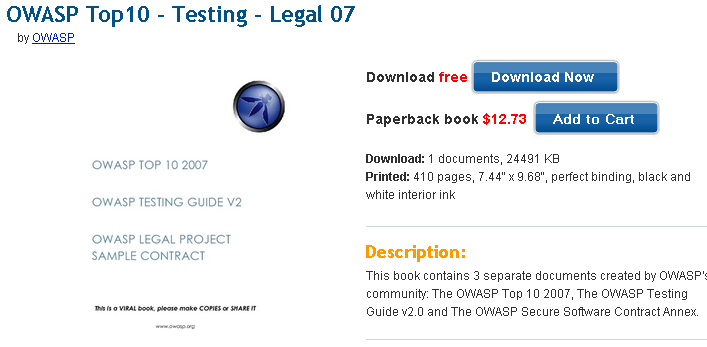 OWASP Top10 - Testing - Legal 07
by OWASP
OWASP TOP 10 2007
OWASP TESTING GUIDE V2
OWASP LEGAL PROJECT
SAMPLE CONTRACT
This is a VIRAL book, please make COPIES or SHARE IT
www.owasp.org
Download free Download Now
Paperback book $12.73 Add to Cart
Download: 1 documents, 24491 KB
Printed: 410 pages, 7.44" x 9.68", perfect binding, black and
white interior ink
Description:
This book contains 3 separate documents created by OWASP's
community: The OWASP Top 10 2007, The OWASP Testing
Guide v2.0 and The OWASP Secure Software Contract Annex.